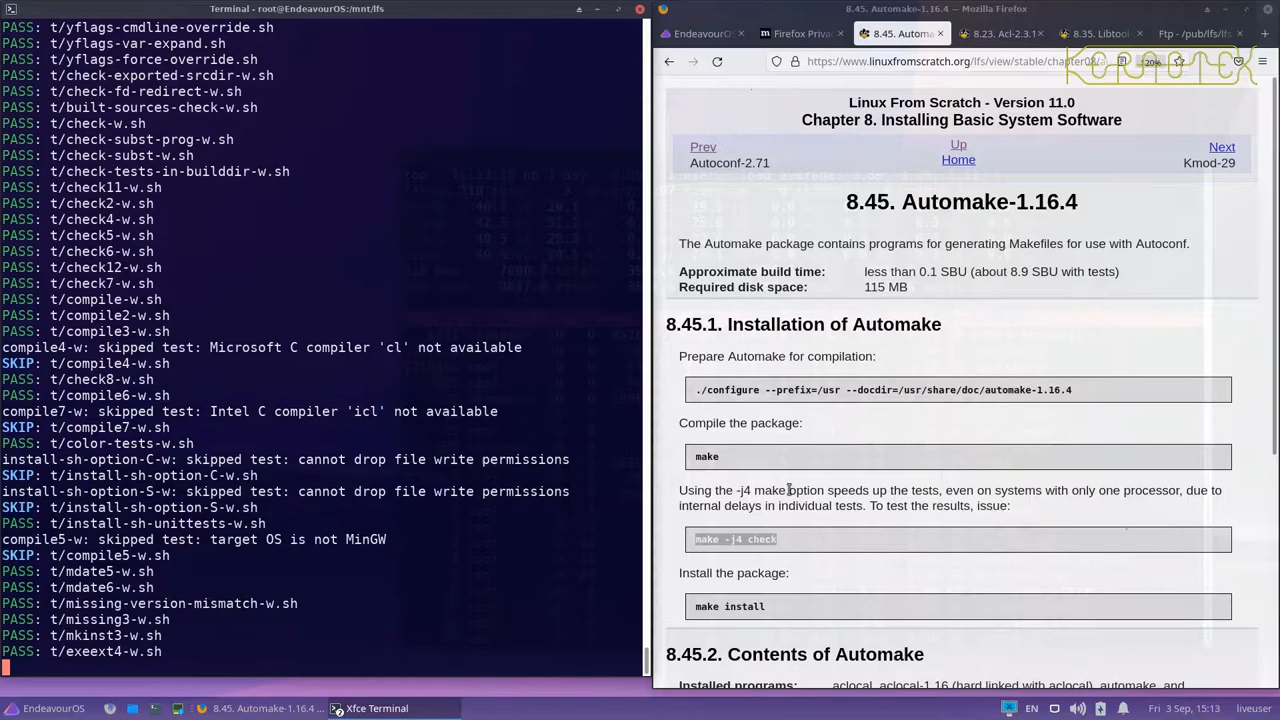 Terminal - root@EndeavourOS:/mnt/lfs
PASS: t/yflags-cmdline-override.sh
PASS: t/yflags-var-expand.sh
PASS: t/yflags-force-override.sh
PASS: t/check-exported-srcdir-w.sh
PASS: t/check-fd-redirect-w.sh
PASS: t/built-sources-check-w.sh
PASS: t/check-w.sh
PASS: t/check-subst-prog-w.sh
PASS: t/check-subst-w.sh
PASS: t/check-tests-in-builddir-w.sh
PASS: t/check11-w.sh
PASS: t/check2-w.sh
PASS: t/check4-w.sh
PASS: t/check5-w.sh
PASS: t/check6-w.sh
PASS: t/check12-w.sh
PASS: t/check7-w.sh
PASS: t/compile-w.sh
PASS: t/compile2-w.sh
PASS: t/compile3-w.sh
compile4-w: skipped test: Microsoft C compiler 'cl' not available
SKIP: t/compile4-w.sh
PASS: t/check8-w.sh
PASS: t/compile6-w.sh
compile7-w: skipped test: Intel C compiler 'icl' not available
SKIP: t/compile7-w.sh
PASS: t/color-tests-w.sh
install-sh-option-C-w: skipped test: cannot drop file write permissions
SKIP: t/install-sh-option-C-w.sh
install-sh-option-S-w: skipped test: cannot drop file write permissions
SKIP: t/install-sh-option-S-w.sh
PASS: t/install-sh-unittests-w.sh
compile5-w: skipped test: target OS is not MinGW
SKIP: t/compile5-w.sh
PASS: t/mdate5-w.sh
PASS: t/mdate6-w.sh
PASS: t/missing-version-mismatch-w.sh
PASS: t/missing3-w.sh
PASS: t/mkinst3-w.sh
PASS: t/exeext4-w.sh
8.45. Automake-1.16.4 — Mozilla Firefox
EndeavourOS
Firefox Priva
8.45. Automa
8.23. Acl-2.3.1
8.35. Libtool
Ftp - /pub/lfs/lfs
https://www.linuxfromscratch.org/lfs/view/stable/chapter08/a
120%
Linux From Scratch - Version 11.0
Chapter 8. Installing Basic System Software
Prev Up Next
Autoconf-2.71 Home Kmod-29
8.45. Automake-1.16.4
The Automake package contains programs for generating Makefiles for use with Autoconf.
Approximate build time: less than 0.1 SBU (about 8.9 SBU with tests)
Required disk space: 115 MB
8.45.1. Installation of Automake
Prepare Automake for compilation:
./configure --prefix=/usr --docdir=/usr/share/doc/automake-1.16.4
Compile the package:
make
Using the -j4 make option speeds up the tests, even on systems with only one processor, due to
internal delays in individual tests. To test the results, issue:
make -j4 check
Install the package:
make install
8.45.2. Contents of Automake
Installed programs: aclocal, aclocal-1.16 (hard linked with aclocal), automake, and
EndeavourOS
8.45. Automake-1.16.4 ...
Xfce Terminal
EN
Fri 3 Sep, 15:13
liveuser